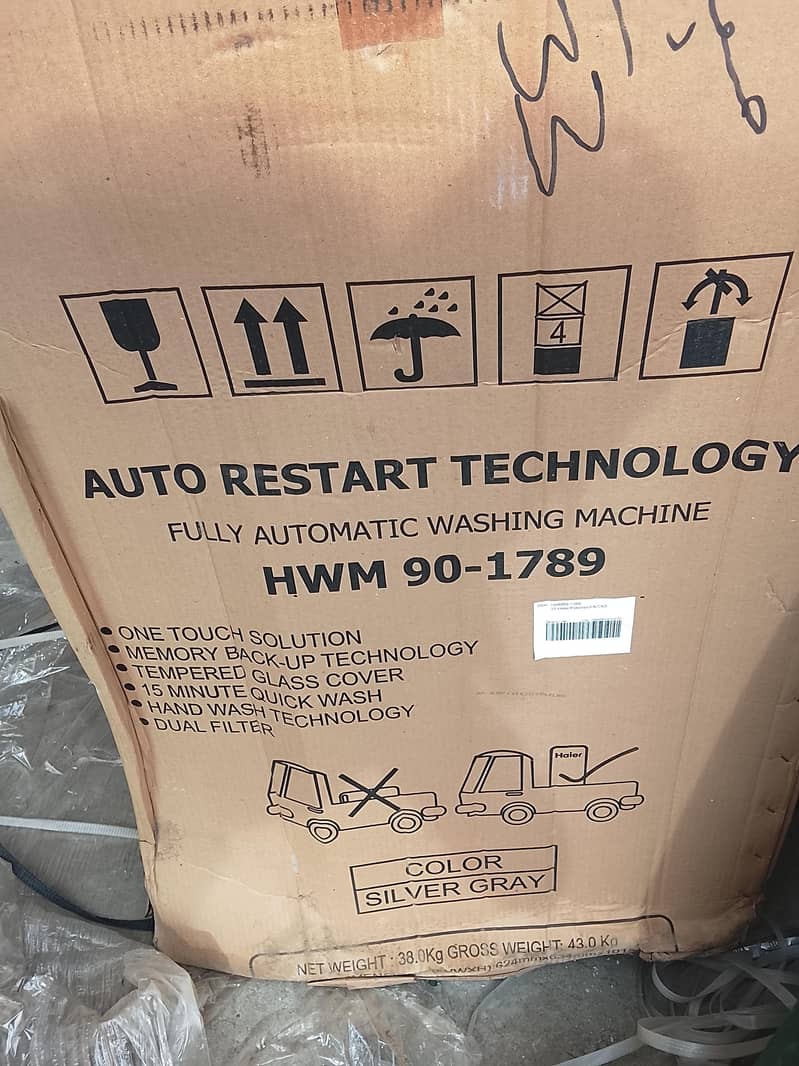 33
4
AUTO RESTART TECHNOLOGY
FULLY AUTOMATIC WASHING MACHINE
HWM 90-1789
• ONE TOUCH SOLUTION
• MEMORY BACK-UP TECHNOLOGY
• TEMPERED GLASS COVER
• 15 MINUTE QUICK WASH
• HAND WASH TECHNOLOGY
• DUAL FILTER
Haier
COLOR
SILVER GRAY
NET WEIGHT : 38.0Kg GROSS WEIGHT: 43.0 KG